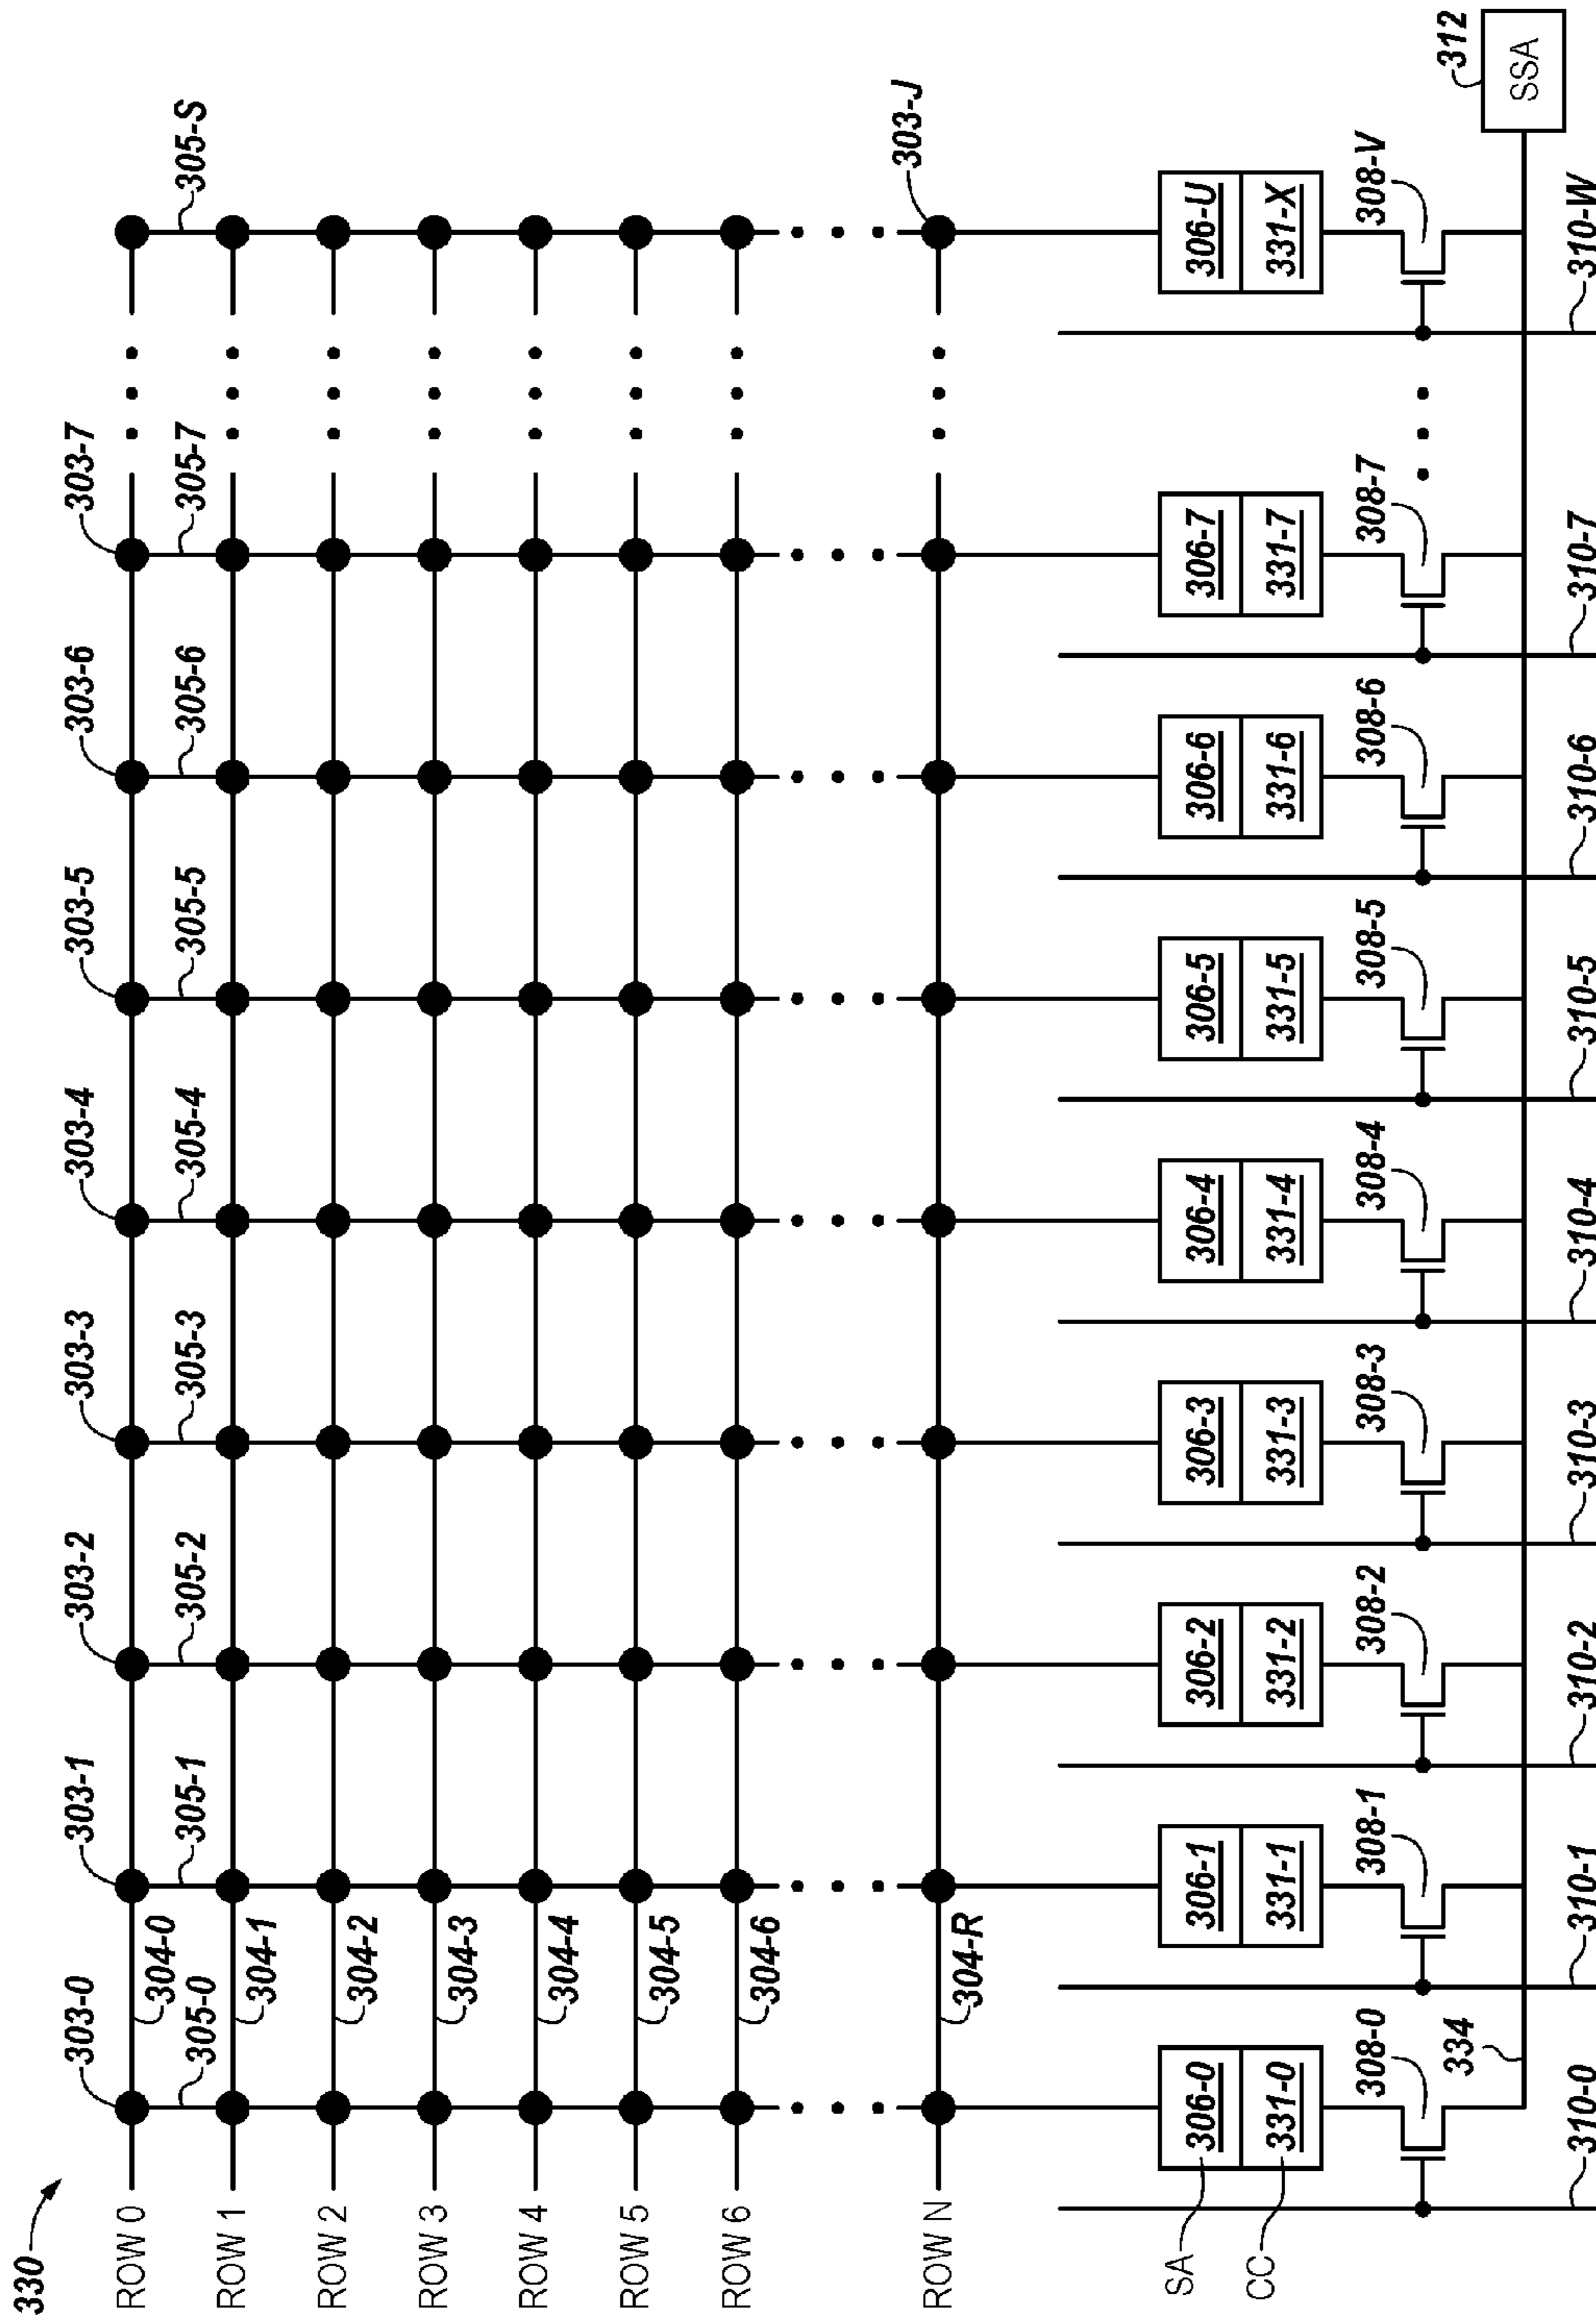 330
303-0 303-1 303-2 303-3 303-4 303-5 303-6 303-7
305-0 305-1 305-2 305-3 305-4 305-5 305-6 305-7 305-S
ROW 0 304-0
ROW 1 304-1
ROW 2 304-2
ROW 3 304-3
ROW 4 304-4
ROW 5 304-5
ROW 6 304-6
303-J
ROW N 304-R
SA 306-0 306-1 306-2 306-3 306-4 306-5 306-6 306-7 306-U
CC 331-0 331-1 331-2 331-3 331-4 331-5 331-6 331-7 331-X
308-0 308-1 308-2 308-3 308-4 308-5 308-6 308-7 308-V
334 312
SSA
310-0 310-1 310-2 310-3 310-4 310-5 310-6 310-7 310-W